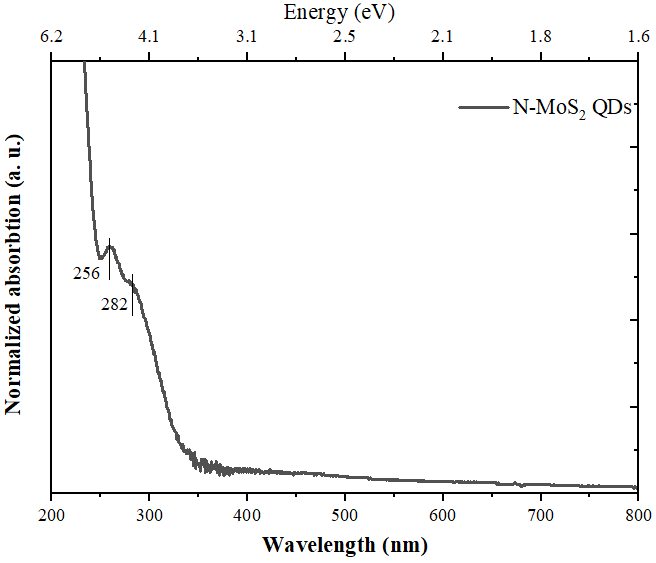 Energy (eV)
6.2 4.1 3.1 2.5 2.1 1.8 1.6
N-MoS₂ QDs
Normalized absorbtion (a. u.)
256
282
200 300 400 500 600 700 800
Wavelength (nm)